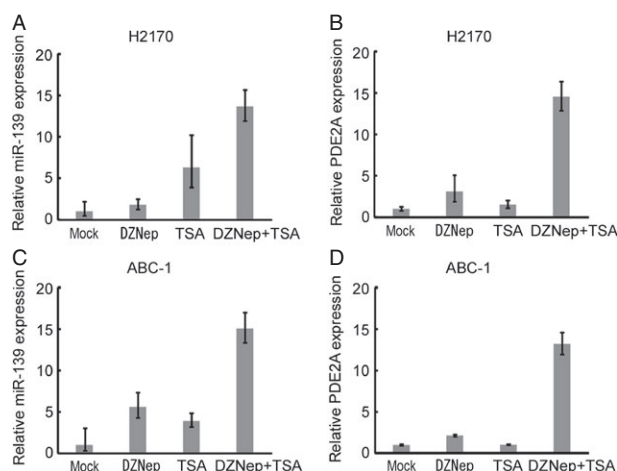 A
H2170
Relative miR-139 expression
20
15
10
5
0
Mock DZNep TSA DZNep+TSA
B
H2170
Relative PDE2A expression
20
15
10
5
0
Mock DZNep TSA DZNep+TSA
C
ABC-1
Relative miR-139 expression
20
15
10
5
0
Mock DZNep TSA DZNep+TSA
D
ABC-1
Relative PDE2A expression
20
15
10
5
0
Mock DZNep TSA DZNep+TSA